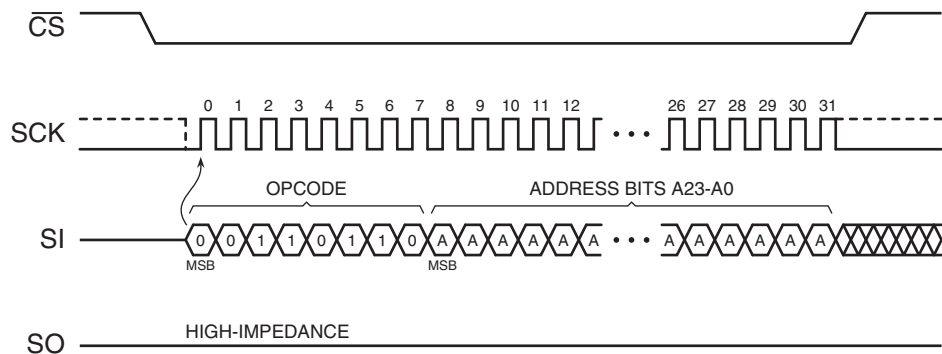 CS
0 1 2 3 4 5 6 7 8 9 10 11 12 26 27 28 29 30 31
SCK
OPCODE ADDRESS BITS A23-A0
SI 0 0 1 1 0 1 1 0 A A A A A A • • • A A A A A A
MSB MSB
HIGH-IMPEDANCE
SO